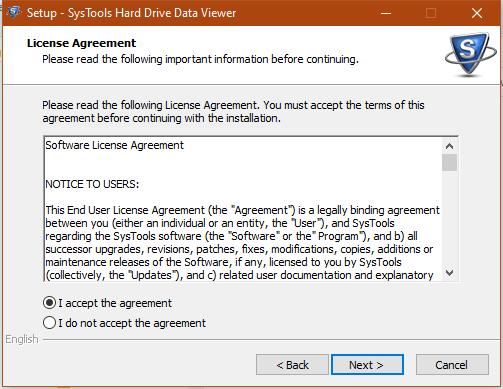 Setup - SysTools Hard Drive Data Viewer
License Agreement
Please read the following important information before continuing.
S
Please read the following License Agreement. You must accept the terms of this
agreement before continuing with the installation.
Software License Agreement
NOTICE TO USERS:
This End User License Agreement (the "Agreement") is a legally binding agreement
between you (either an individual or an entity, the "User"), and SysTools
regarding the SysTools software (the "Software" or the" Program"), and b) all
successor upgrades, revisions, patches, fixes, modifications, copies, additions or
maintenance releases of the Software, if any, licensed to you by SysTools
(collectively, the "Updates"), and c) related user documentation and explanatory
I accept the agreement
I do not accept the agreement
English
< Back
Next >
Cancel